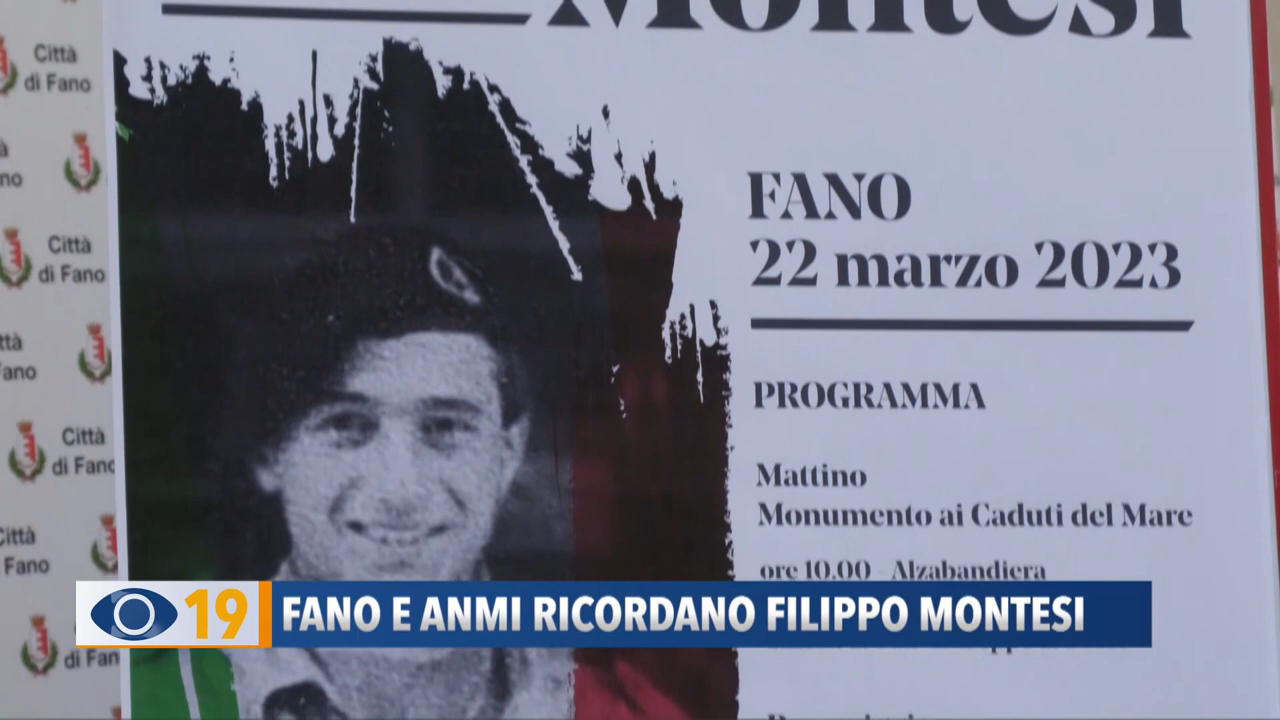 Montesi
Città
di Fano
FANO
22 marzo 2023
Città
di Fano
PROGRAMMA
Città
di Fano
Mattino
Monumento ai Caduti del Mare
ore 10.00 - Alzabandiera
Fano
19 FANO E ANMI RICORDANO FILIPPO MONTESI
di Fan